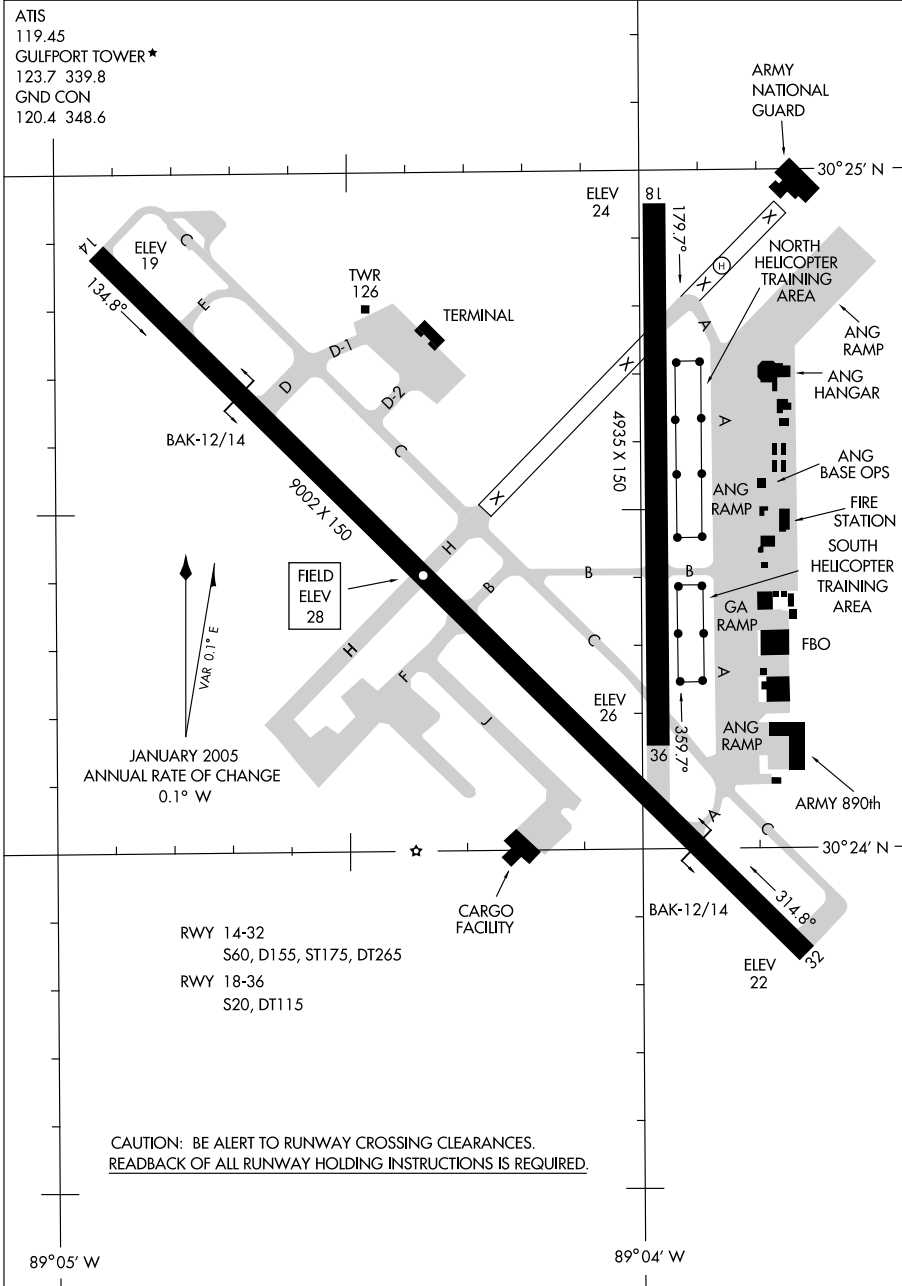 ATIS
119.45
GULFPORT TOWER★
123.7 339.8
GND CON
120.4 348.6
ARMY
NATIONAL
GUARD
30°25' N
ELEV
24
18
179.7°
H
X
X
X
X
NORTH
HELICOPTER
TRAINING
AREA
14
ELEV
19
134.8°
C
E
TWR
126
TERMINAL
D-1
D
D-2
A
ANG
RAMP
ANG
HANGAR
BAK-12/14
9002 X 150
C
4935 X 150
A
ANG
RAMP
ANG
BASE OPS
FIRE
STATION
SOUTH
HELICOPTER
TRAINING
AREA
H
B
B
B
FIELD
ELEV
28
GA
RAMP
FBO
VAR 0.1° E
H
F
J
C
A
ELEV
26
36
359.7°
ANG
RAMP
ARMY 890th
JANUARY 2005
ANNUAL RATE OF CHANGE
0.1° W
A
C
30°24' N
CARGO
FACILITY
BAK-12/14
314.8°
32
ELEV
22
RWY 14-32
S60, D155, ST175, DT265
RWY 18-36
S20, DT115
CAUTION: BE ALERT TO RUNWAY CROSSING CLEARANCES.
READBACK OF ALL RUNWAY HOLDING INSTRUCTIONS IS REQUIRED.
89°05' W
89°04' W